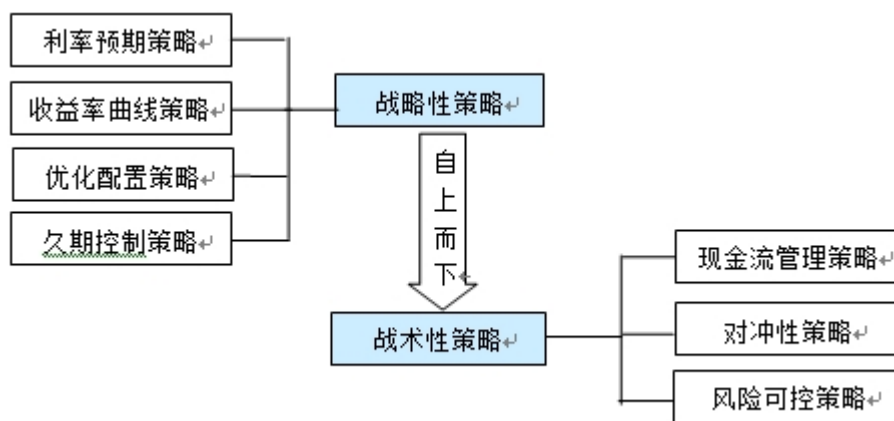 利率预期策略
收益率曲线策略
优化配置策略
久期控制策略
战略性策略
自
上
而
下
战术性策略
现金流管理策略
对冲性策略
风险可控策略